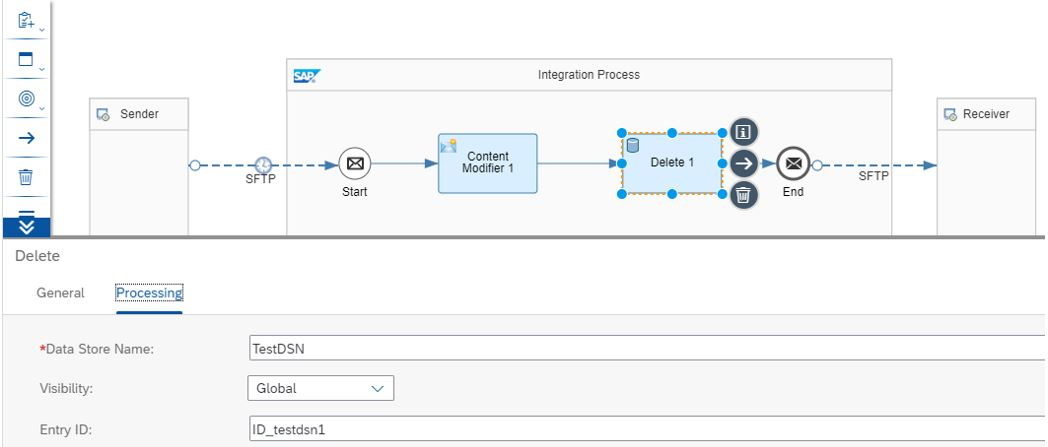 SAP
Integration Process
Sender
Receiver
Content
Modifier 1
Delete 1
SFTP
SFTP
Start
End
Delete
General
Processing
*Data Store Name:
TestDSN
Visibility:
Global
Entry ID:
ID_testdsn1